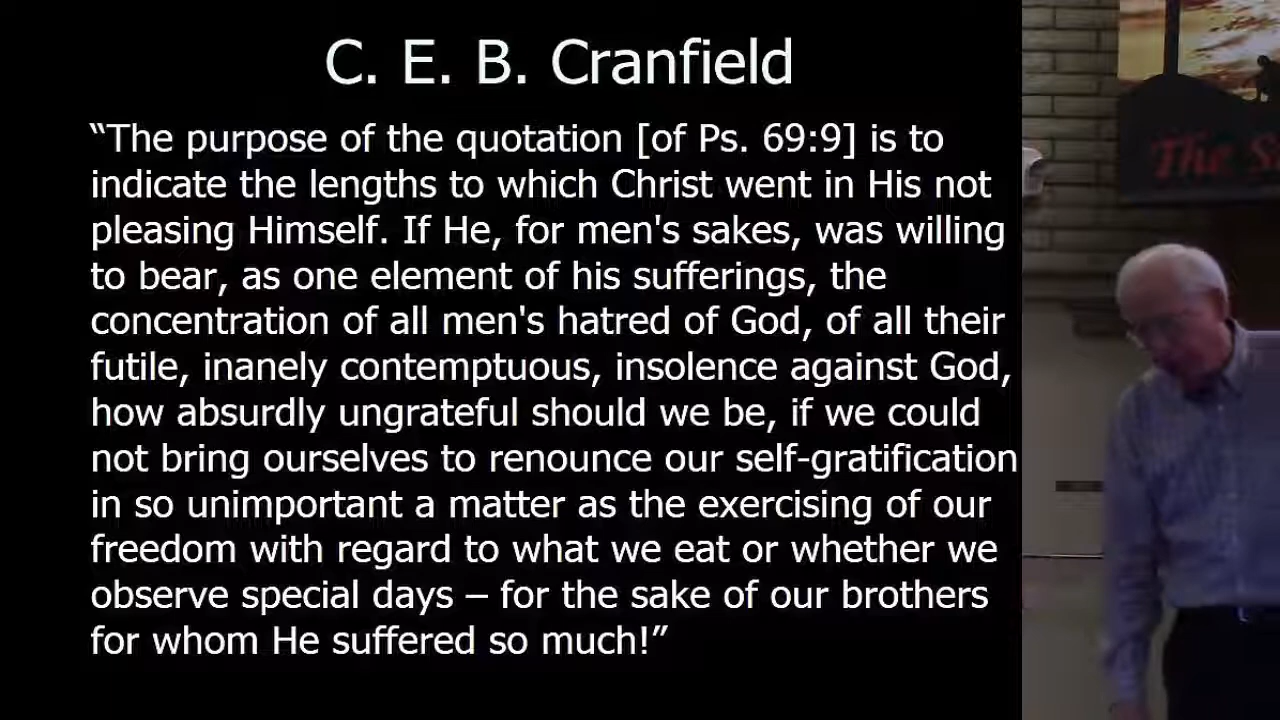 C. E. B. Cranfield
“The purpose of the quotation [of Ps. 69:9] is to
indicate the lengths to which Christ went in His not
pleasing Himself. If He, for men's sakes, was willing
to bear, as one element of his sufferings, the
concentration of all men's hatred of God, of all their
futile, inanely contemptuous, insolence against God,
how absurdly ungrateful should we be, if we could
not bring ourselves to renounce our self-gratification
in so unimportant a matter as the exercising of our
freedom with regard to what we eat or whether we
observe special days – for the sake of our brothers
for whom He suffered so much!”
The